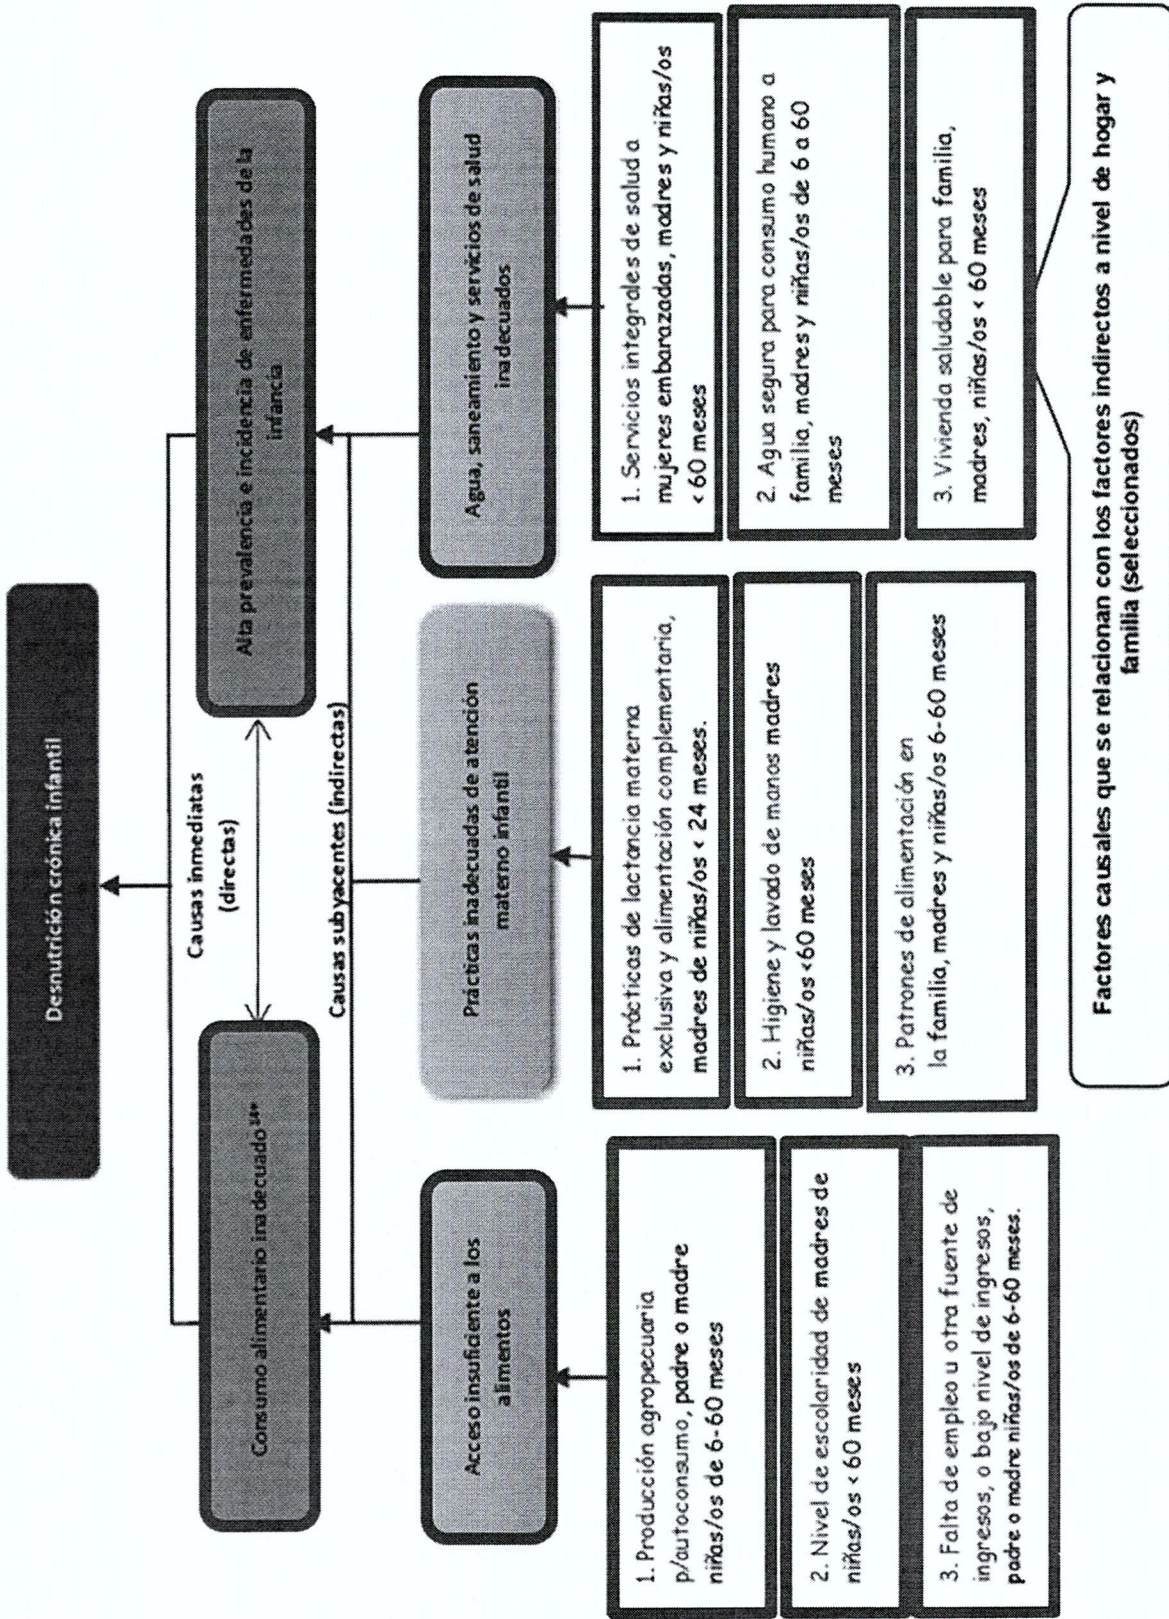 Desnutrición crónica infantil
Causas inmediatas
(directas)
Consumo alimentario inadecuado¹⁴*
Alta prevalencia e incidencia de enfermedades de la
infancia
Causas subyacentes (indirectas)
Acceso insuficiente a los
alimentos
Prácticas inadecuadas de atención
materno infantil
Agua, saneamiento y servicios de salud
inadecuados
1. Producción agropecuaria
p/autoconsumo, padre o madre
niñas/os de 6-60 meses
2. Nivel de escolaridad de madres de
niñas/os < 60 meses
3. Falta de empleo u otra fuente de
ingresos, o bajo nivel de ingresos,
padre o madre niñas/os de 6-60 meses.
1. Prácticas de lactancia materna
exclusiva y alimentación complementaria,
madres de niñas/os < 24 meses.
2. Higiene y lavado de manos madres
niñas/os <60 meses
3. Patrones de alimentación en
la familia, madres y niñas/os 6-60 meses
1. Servicios integrales de salud a
mujeres embarazadas, madres y niñas/os
< 60 meses
2. Agua segura para consumo humano a
familia, madres y niñas/os de 6 a 60
meses
3. Vivienda saludable para familia,
madres, niñas/os < 60 meses
Factores causales que se relacionan con los factores indirectos a nivel de hogar y
familia (seleccionados)